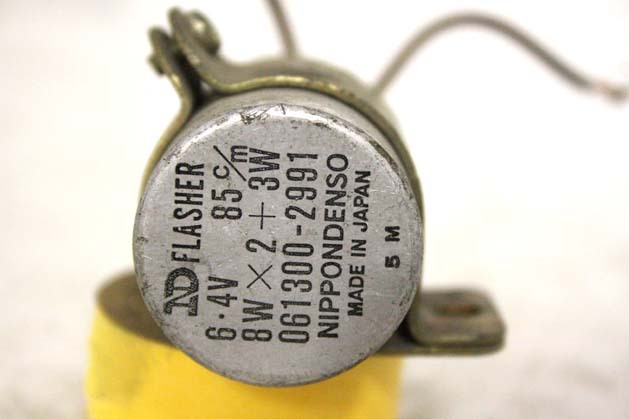 ND FLASHER
6.4V 85c/m
8W×2+3W
061300-2991
NIPPONDENSO
MADE IN JAPAN
5 M